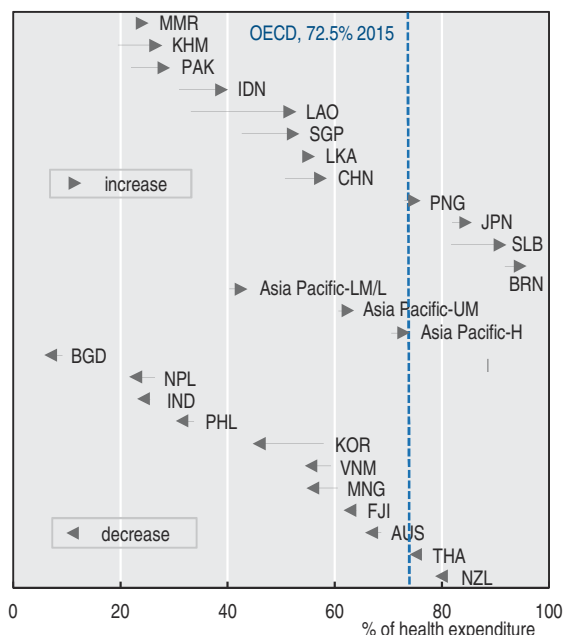 MMR
OECD, 72.5% 2015
KHM
PAK
IDN
LAO
SGP
LKA
CHN
increase
PNG
JPN
SLB
BRN
Asia Pacific-LM/L
Asia Pacific-UM
Asia Pacific-H
BGD
NPL
IND
PHL
KOR
VNM
MNG
FJI
decrease
AUS
THA
NZL
0 20 40 60 80 100
% of health expenditure